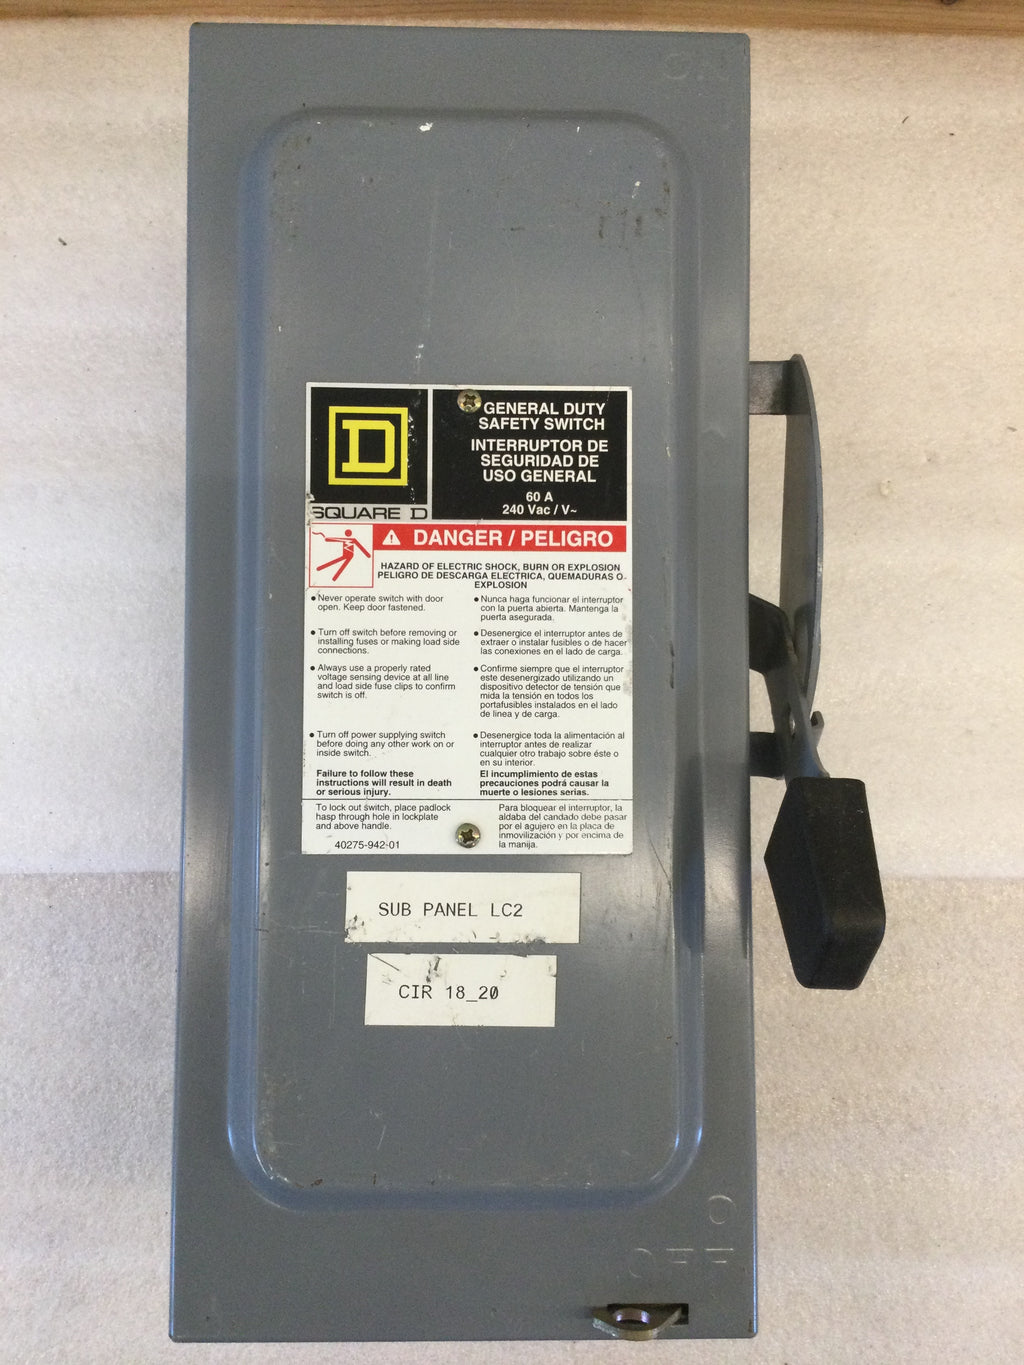 ON
D
SQUARE D
GENERAL DUTY
SAFETY SWITCH
INTERRUPTOR DE
SEGURIDAD DE
USO GENERAL
60 A
240 Vac / V~
DANGER / PELIGRO
HAZARD OF ELECTRIC SHOCK, BURN OR EXPLOSION
PELIGRO DE DESCARGA ELECTRICA, QUEMADURAS O
EXPLOSION
● Never operate switch with door
open. Keep door fastened.
● Turn off switch before removing or
installing fuses or making load side
connections.
● Always use a properly rated
voltage sensing device at all line
and load side fuse clips to confirm
switch is off.
● Turn off power supplying switch
before doing any other work on or
inside switch.
Failure to follow these
instructions will result in death
or serious injury.
● Nunca haga funcionar el interruptor
con la puerta abierta. Mantenga la
puerta asegurada.
● Desenergice el interruptor antes de
extraer o instalar fusibles o de hacer
las conexiones en el lado de carga.
● Confirme siempre que el interruptor
este desenergizado utilizando un
dispositivo detector de tensión que
mida la tensión en todos los
portafusibles instalados en el lado
de linea y de carga.
● Desenergice toda la alimentación al
interruptor antes de realizar
cualquier otro trabajo sobre éste o
en su interior.
El incumplimiento de estas
precauciones podrá causar la
muerte o lesiones serias.
To lock out switch, place padlock
hasp through hole in lockplate
and above handle.
40275-942-01
Para bloquear el interruptor, la
aldaba del candado debe pasar
por el agujero en la placa de
inmovilización y por encima de
la manija.
SUB PANEL LC2
CIR 18_20
O
OFF